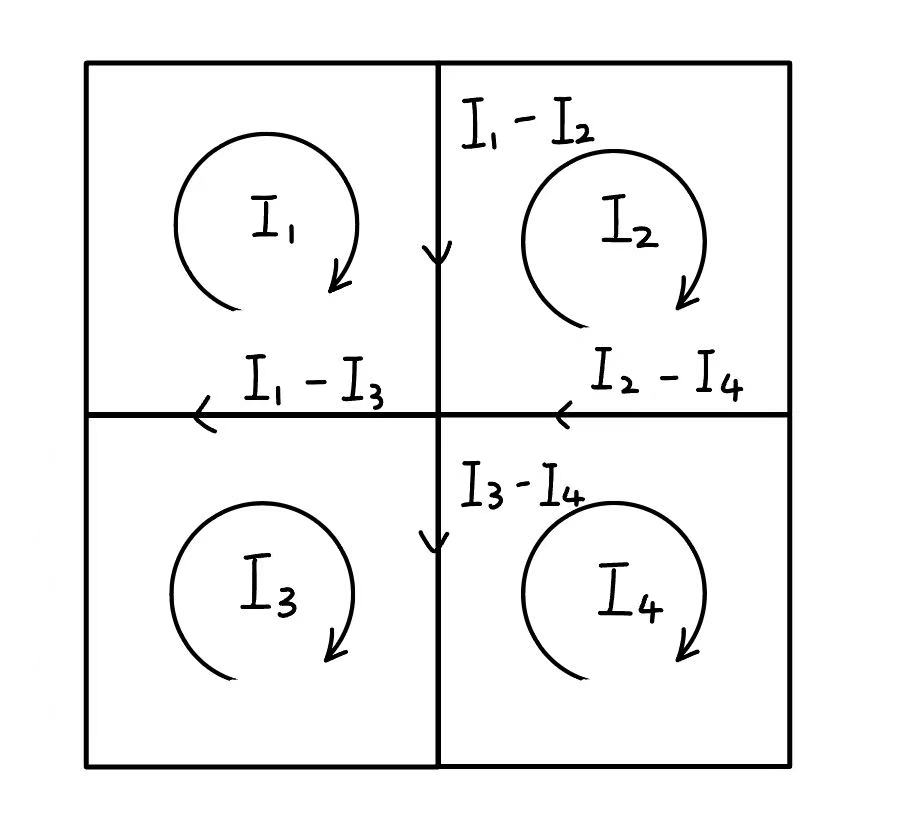 I₁ - I₂
I₁
I₂
I₁ - I₃
I₂ - I₄
I₃ - I₄
I₃
I₄